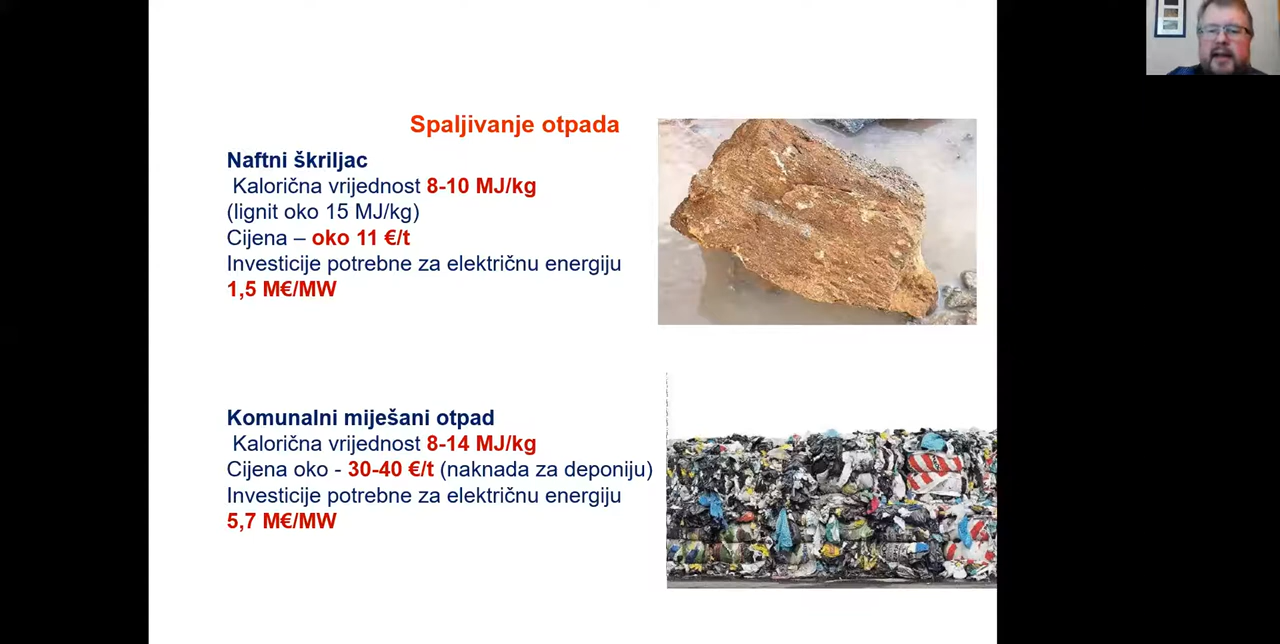 Spaljivanje otpada
Naftni škriljac
Kalorična vrijednost 8-10 MJ/kg
(lignit oko 15 MJ/kg)
Cijena – oko 11 €/t
Investicije potrebne za električnu energiju
1,5 M€/MW
Komunalni miješani otpad
Kalorična vrijednost 8-14 MJ/kg
Cijena oko - 30-40 €/t (naknada za deponiju)
Investicije potrebne za električnu energiju
5,7 M€/MW